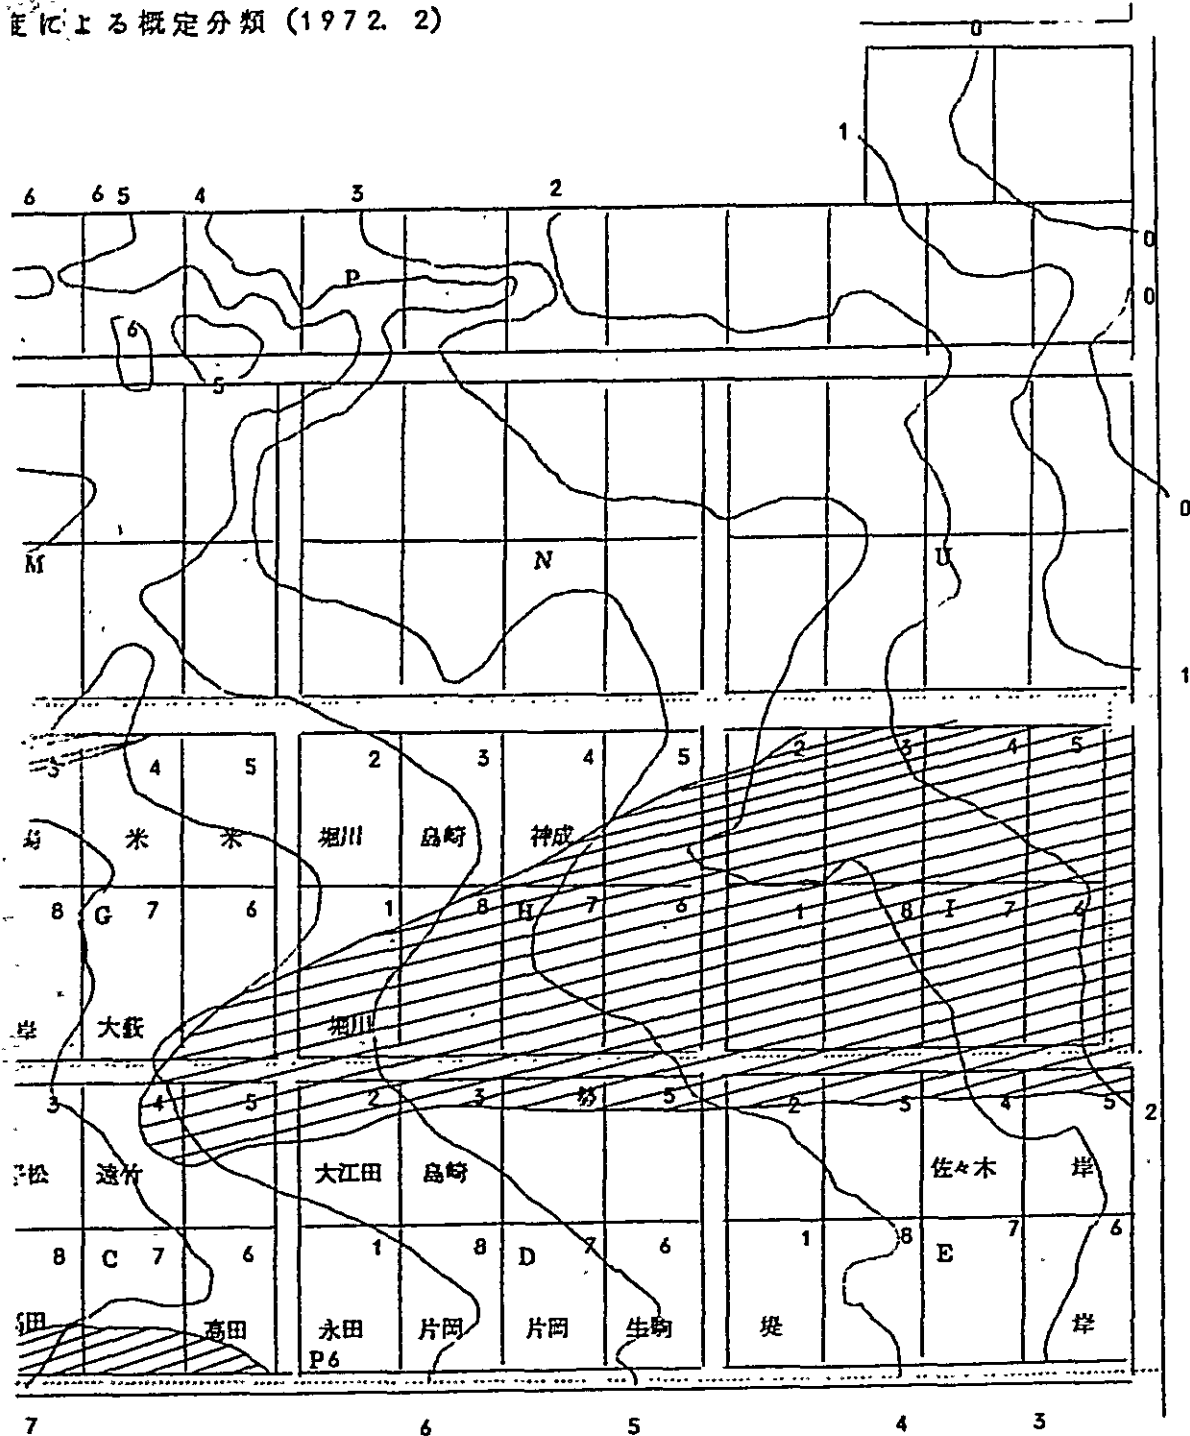 による概定分類(1972. 2)
0
1
6 6 5 4 3 2
0
P
0
6
5
0
M N U
1
3 4 5 2 3 4 5 2 3 4 5
米 米 堀川 島崎 神成
8 G 7 6 1 8 H 7 6 1 8 I 7 6
岸 大萩 堀川
3 4 5 2 3 5 2 5 4 5 2
松 遠竹 大江田 島崎 佐々木 岸
8 C 7 6 1 8 D 7 6 1 8 E 7 6
田 高田 永田 片岡 片岡 生駒 堤 岸
P6
7 6 5 4 3